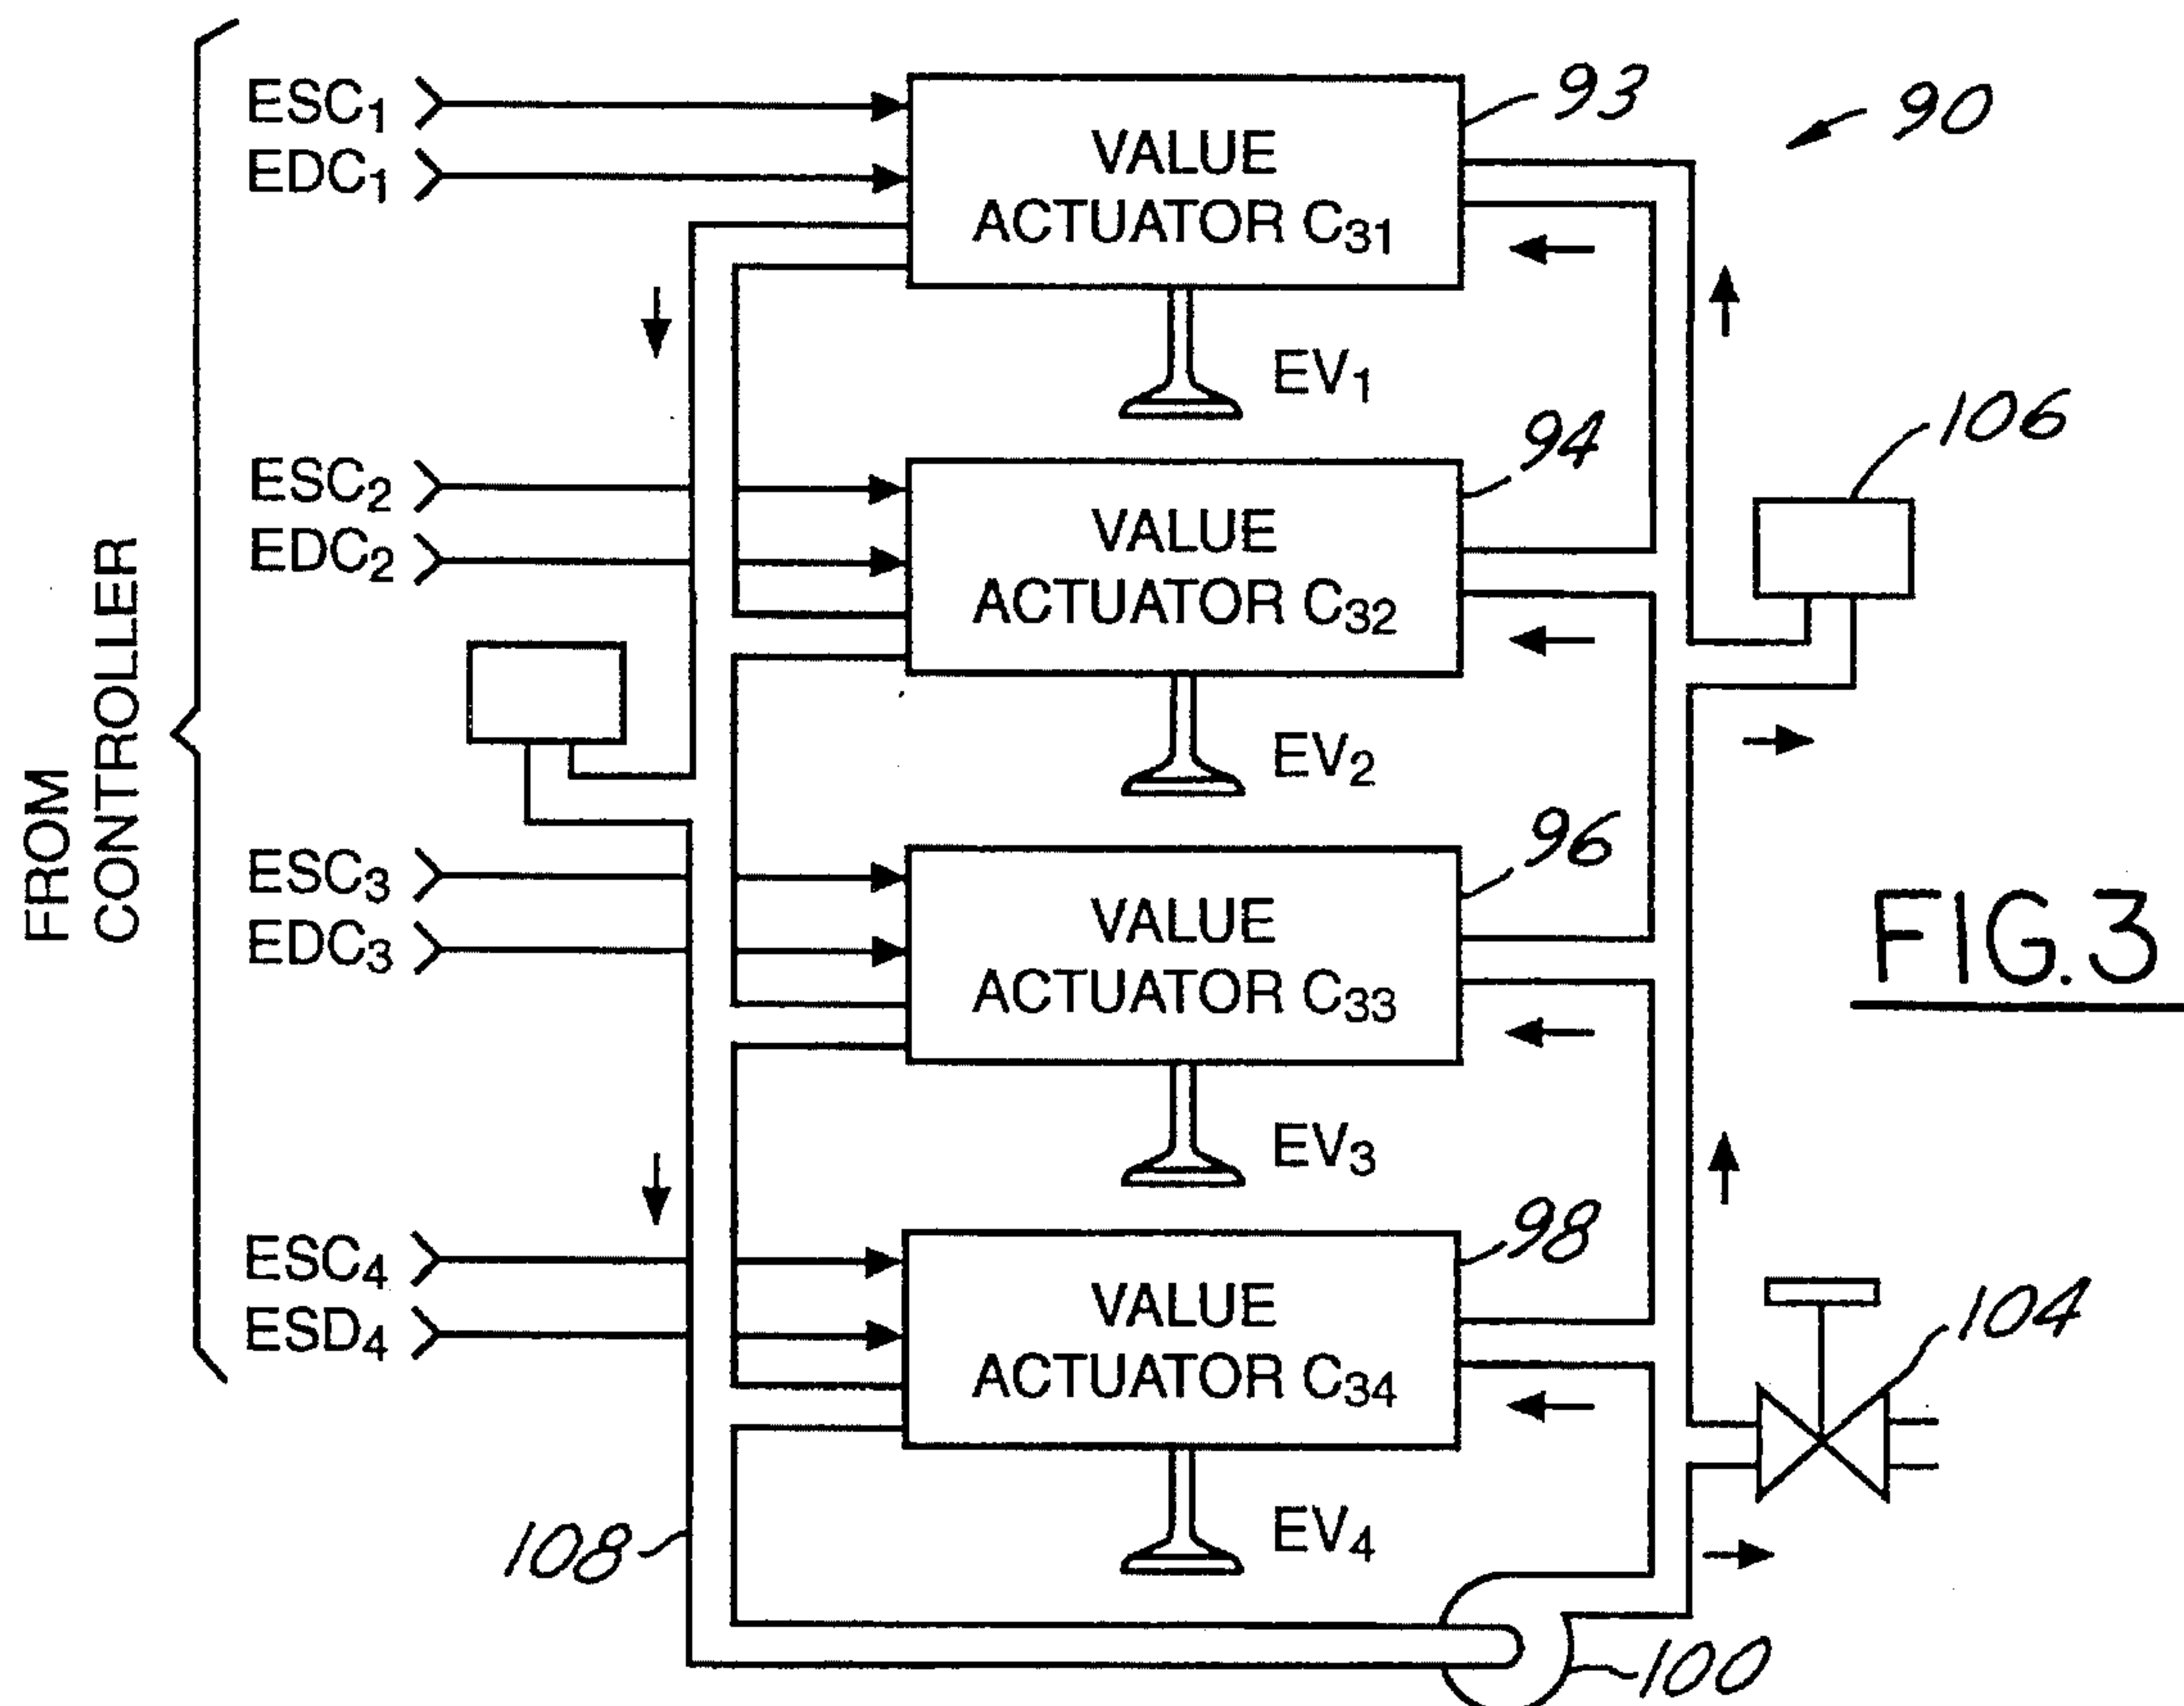 FROM
CONTROLLER
ESC1
EDC1
VALUE
ACTUATOR C31
93
90
EV1
ESC2
EDC2
VALUE
ACTUATOR C32
94
106
EV2
ESC3
EDC3
VALUE
ACTUATOR C33
96
FIG.3
EV3
ESC4
ESD4
VALUE
ACTUATOR C34
98
104
EV4
108
100